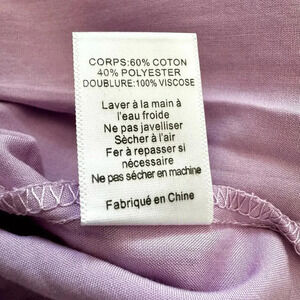 CORPS:60% COTON
40% POLYESTER
DOUBLURE:100% VISCOSE
Laver à la main à
l'eau froide
Ne pas javelliser
Sècher à l'air
Fer à repasser si
nécessaire
Ne pas sécher en machine
Fabriqué en Chine